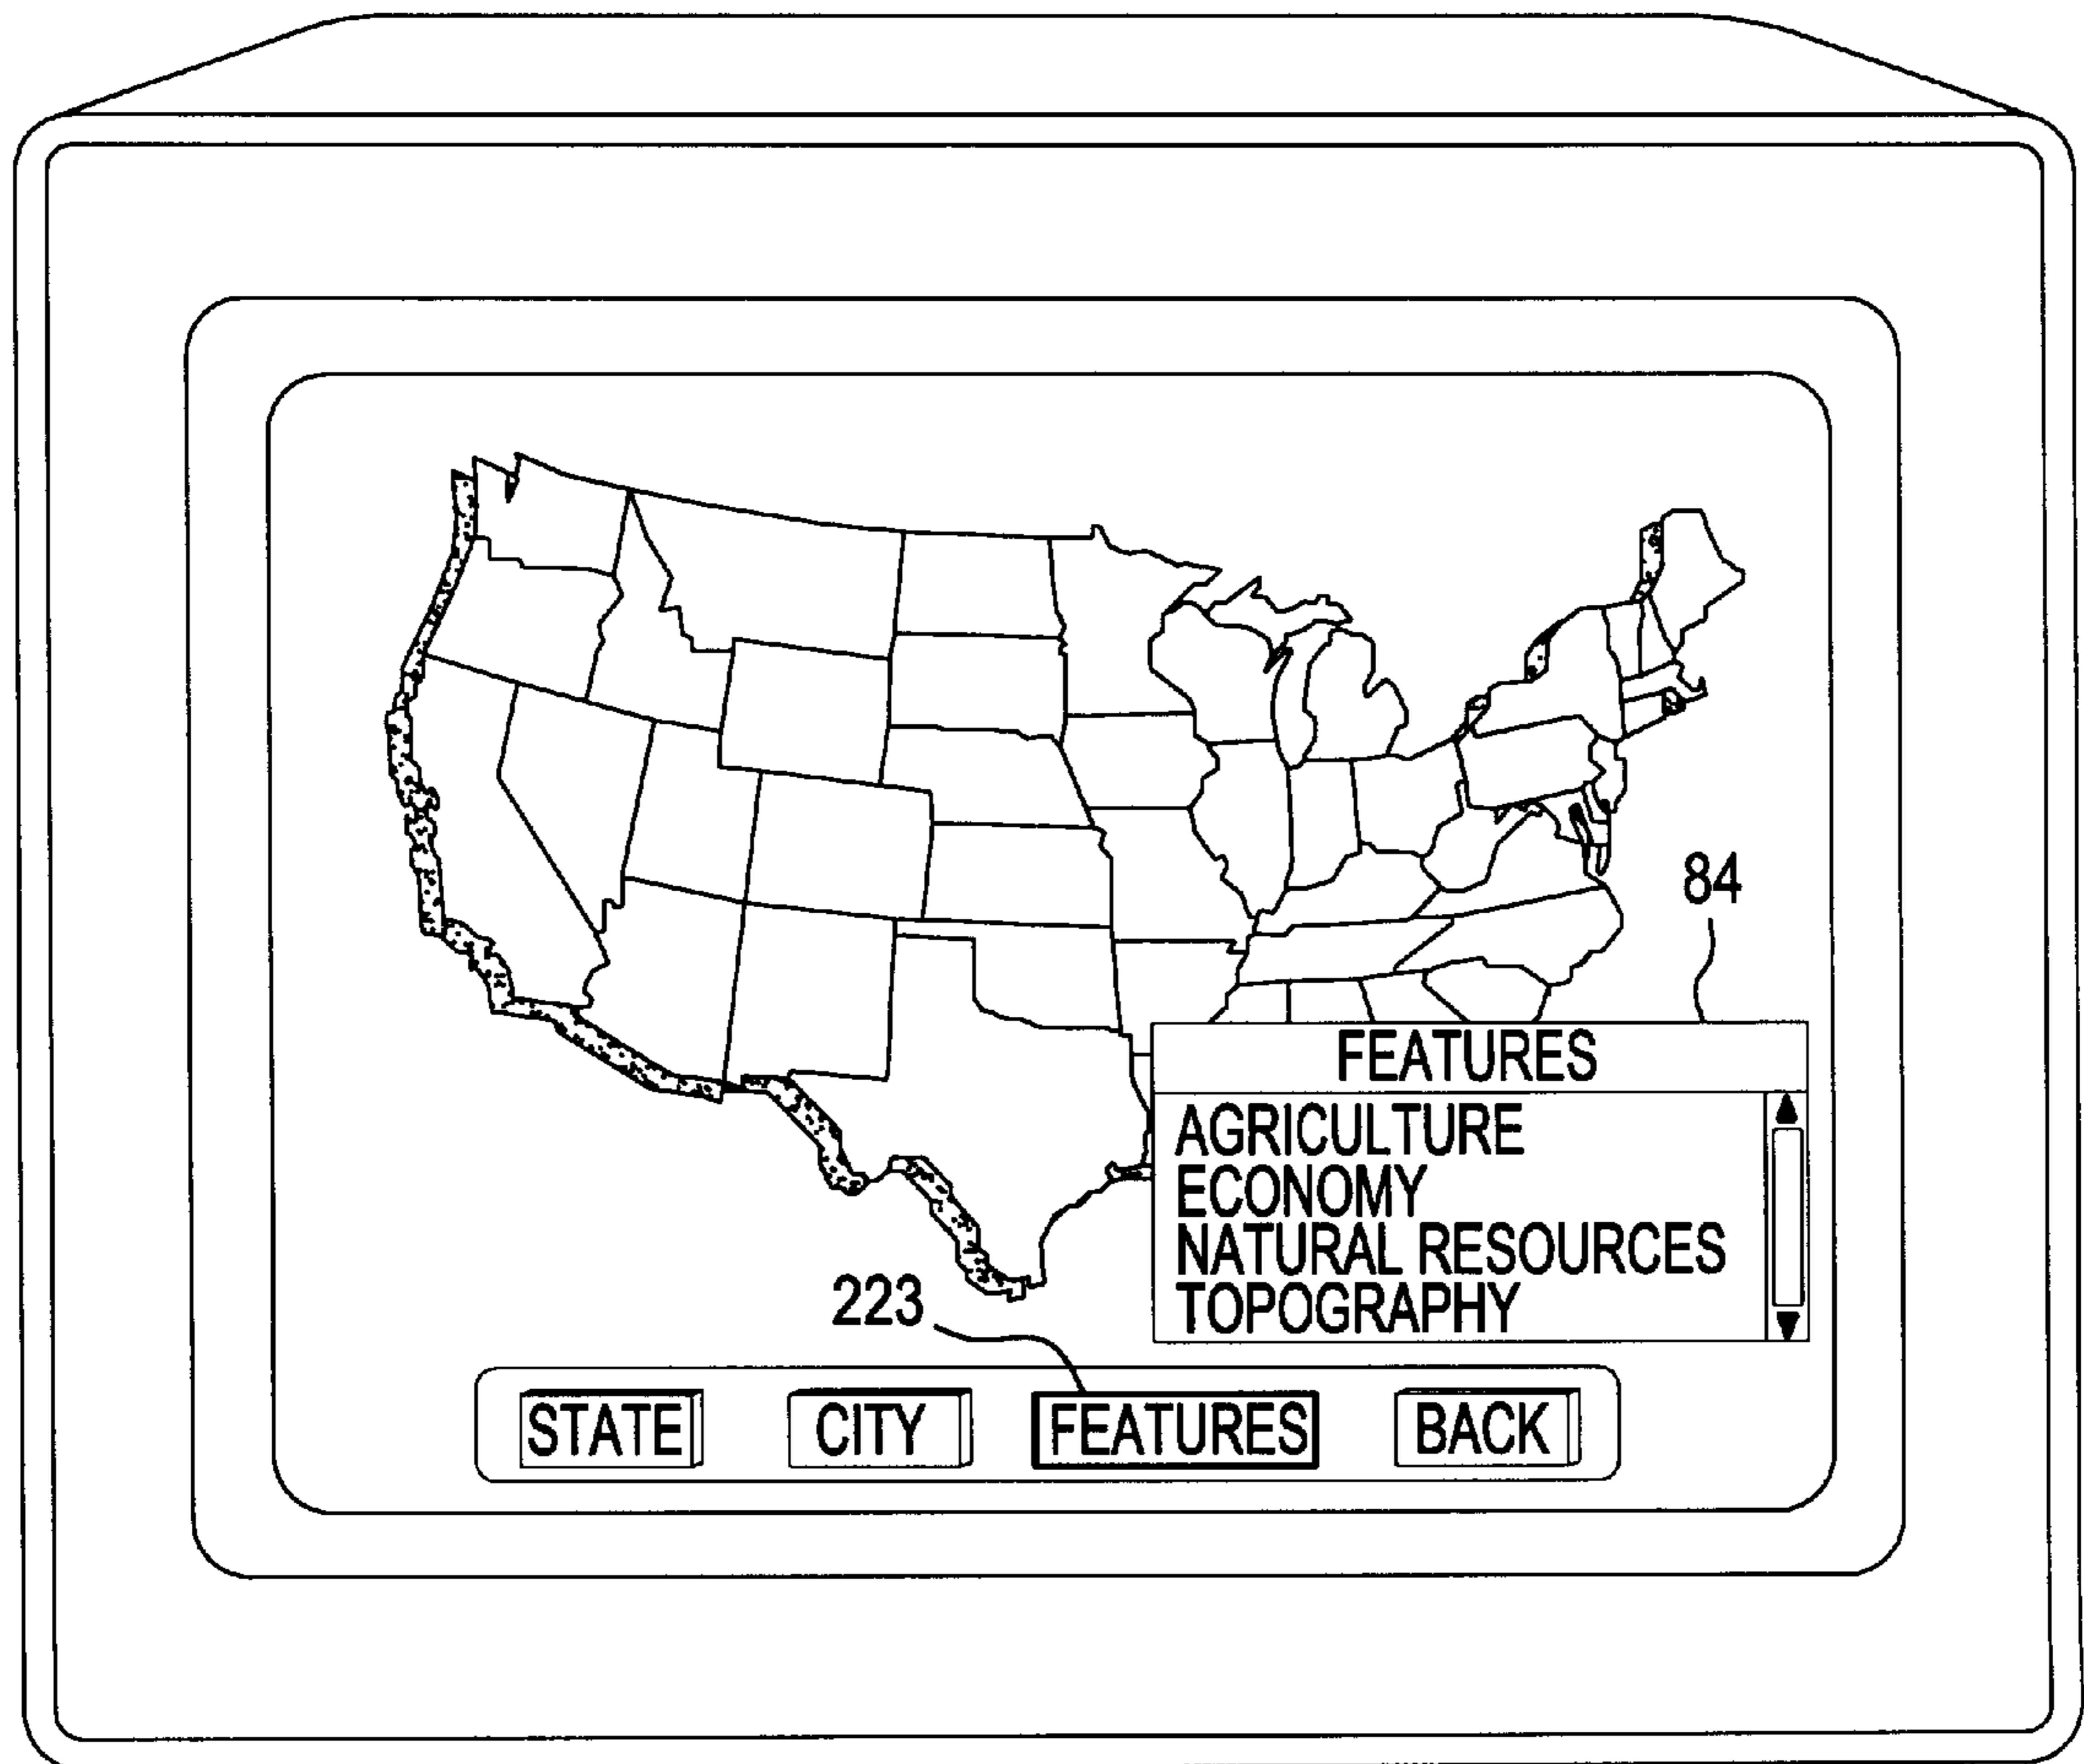 84
FEATURES
AGRICULTURE
ECONOMY
NATURAL RESOURCES
TOPOGRAPHY
223
STATE CITY FEATURES BACK